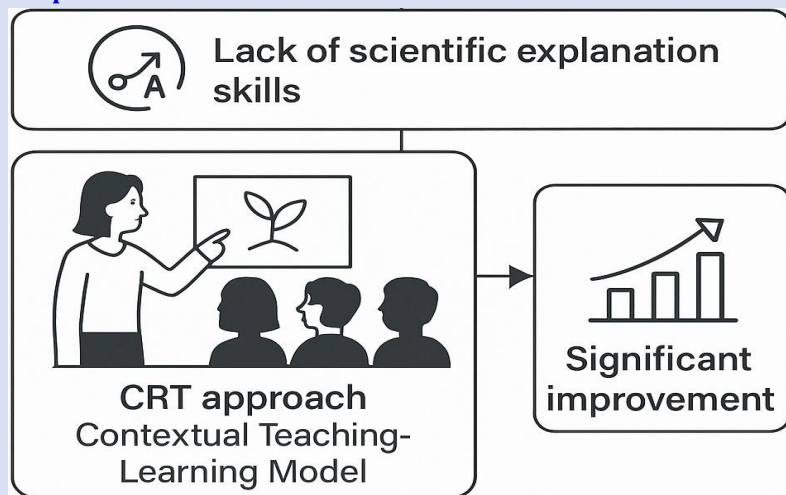 Lack of scientific explanation
skills
A
CRT approach
Contextual Teaching-
Learning Model
Significant
improvement